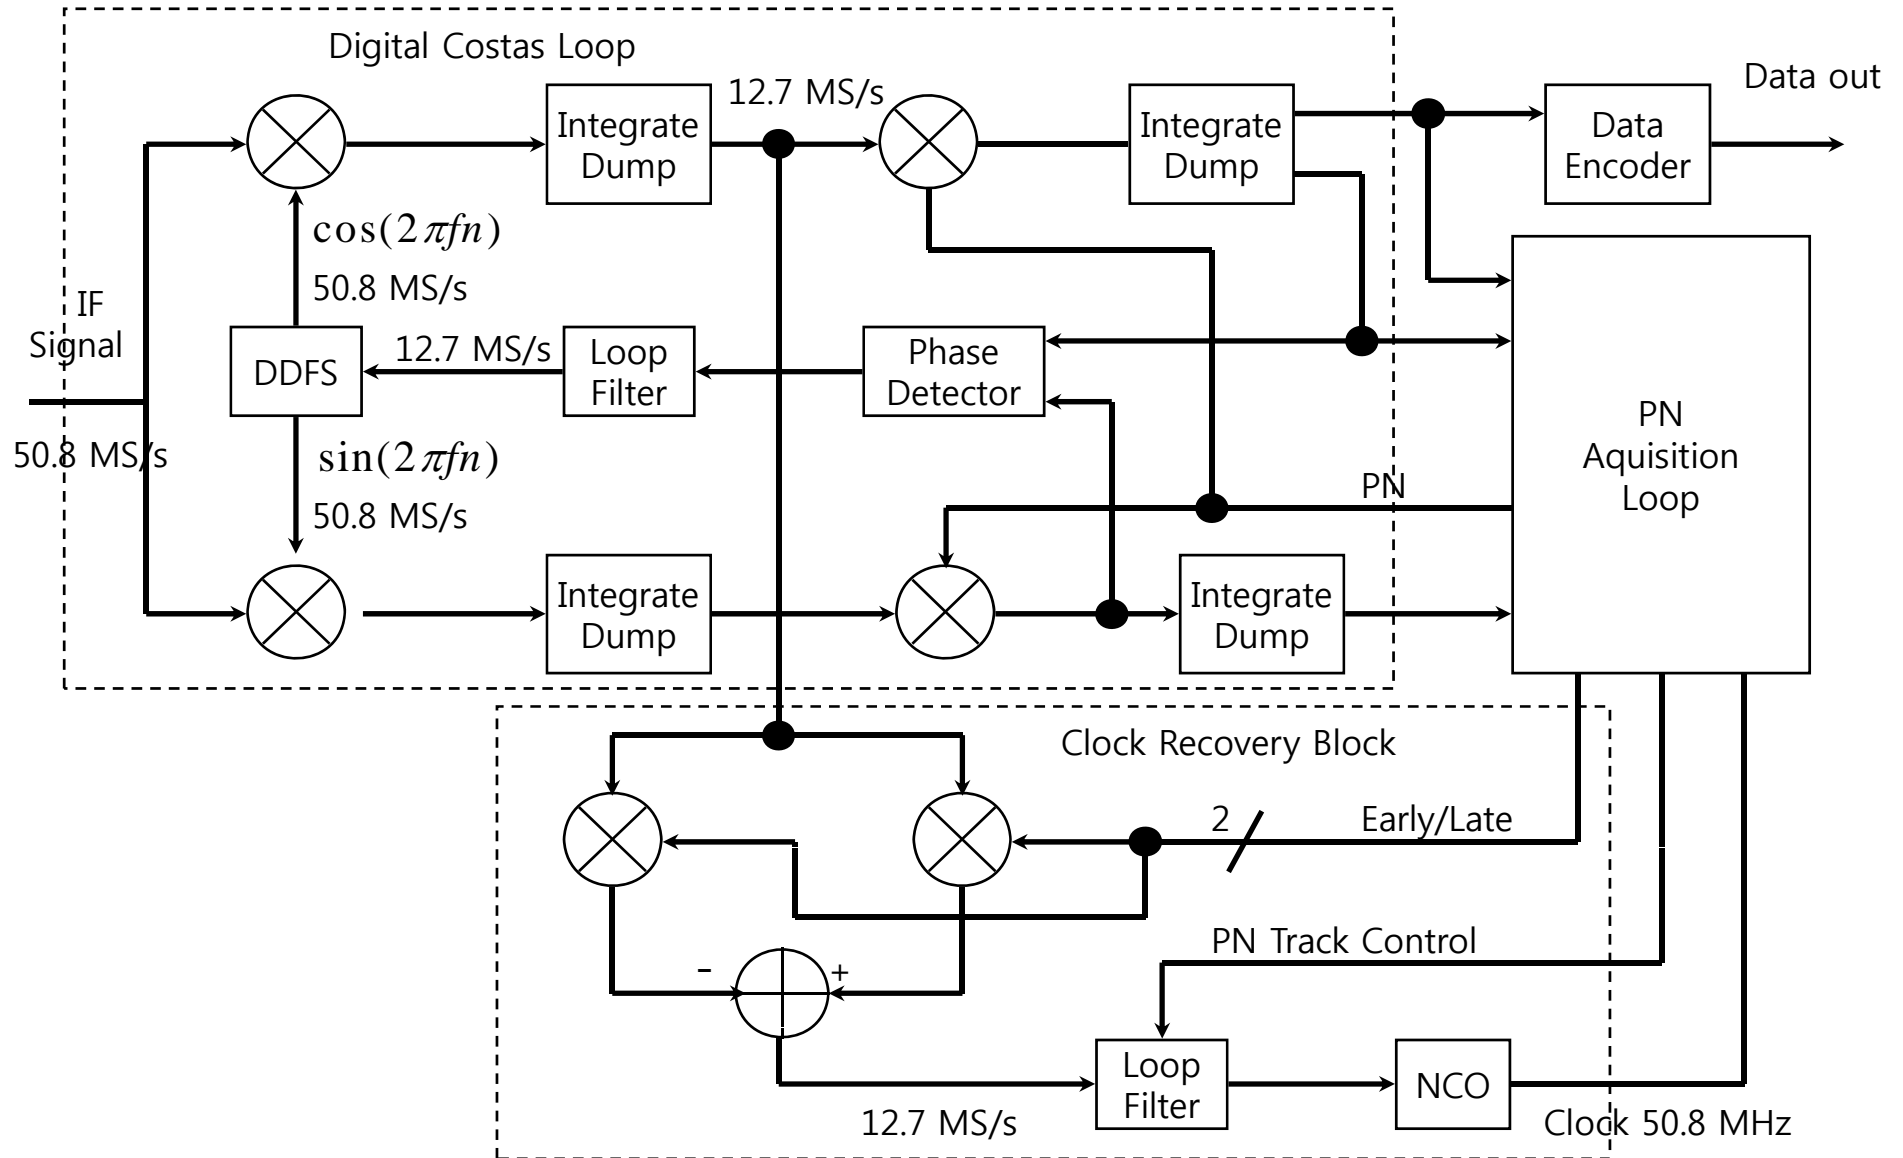 Digital Costas Loop
12.7 MS/s
Data out
Integrate
Dump
Integrate
Dump
Data
Encoder
cos(2πfn)
50.8 MS/s
IF
Signal
DDFS
12.7 MS/s
Loop
Filter
Phase
Detector
PN
Aquisition
Loop
50.8 MS/s
sin(2πfn)
50.8 MS/s
PN
Integrate
Dump
Integrate
Dump
Clock Recovery Block
2
Early/Late
PN Track Control
-
+
Loop
Filter
NCO
12.7 MS/s
Clock 50.8 MHz